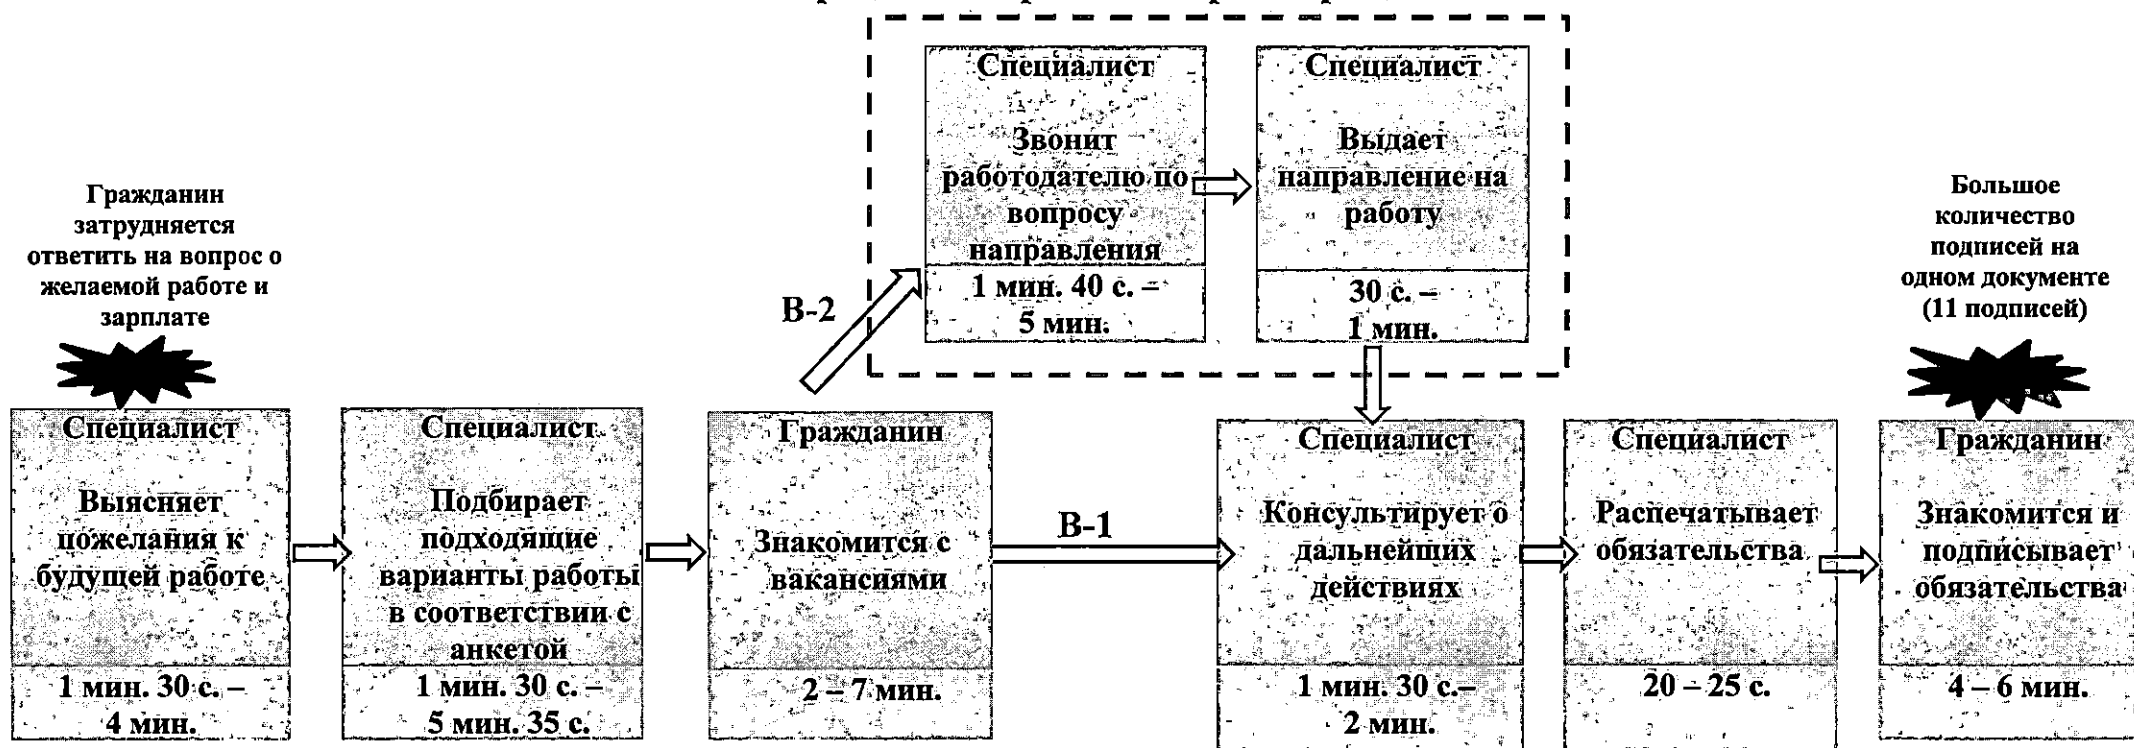 Специалист
Звонит
работодателю по
вопросу
направления
1 мин. 40 с. –
5 мин.
Специалист
Выдает
направление на
работу
30 с. –
1 мин.
Гражданин
затрудняется
ответить на вопрос о
желаемой работе и
зарплате
Большое
количество
подписей на
одном документе
(11 подписей)
В-2
Специалист
Выясняет
пожелания к
будущей работе
1 мин. 30 с. –
4 мин.
Специалист
Подбирает
подходящие
варианты работы
в соответствии с
анкетой
1 мин. 30 с. –
5 мин. 35 с.
Гражданин
Знакомится с
вакансиями
2 – 7 мин.
В-1
Специалист
Консультирует о
дальнейших
действиях
1 мин. 30 с.–
2 мин.
Специалист
Распечатывает
обязательства
20 – 25 с.
Гражданин
Знакомится и
подписывает
обязательства
4 – 6 мин.